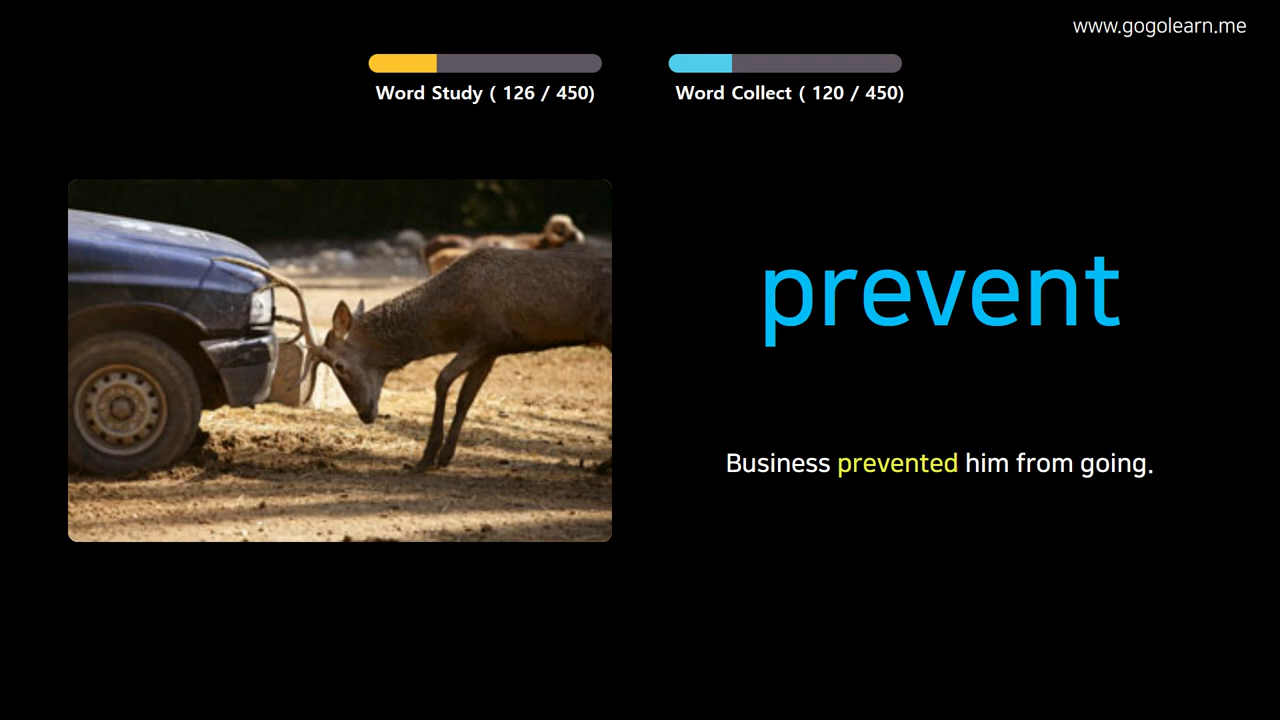 www.gogolearn.me
Word Study ( 126 / 450)
Word Collect ( 120 / 450)
prevent
Business prevented him from going.